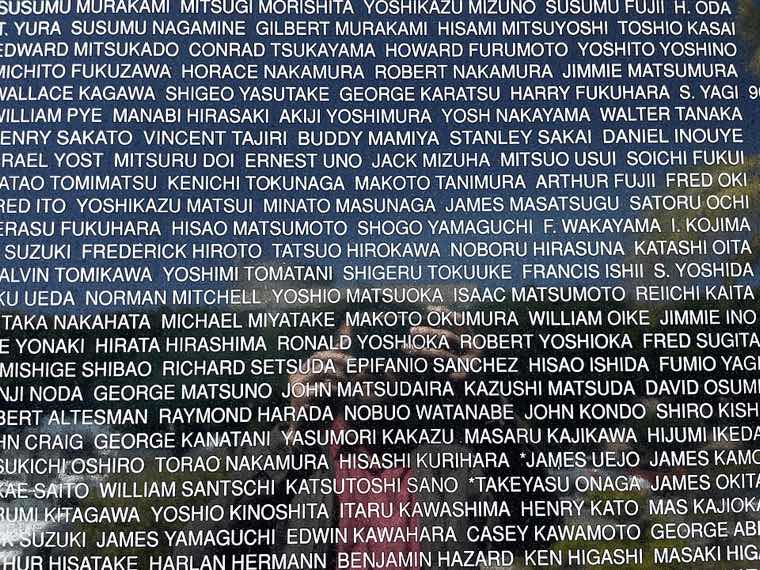 SUSUMU MURAKAMI MITSUGI MORISHITA YOSHIKAZU MIZUNO SUSUMU FUJII H. ODA
T. YURA SUSUMU NAGAMINE GILBERT MURAKAMI HISAMI MITSUYOSHI TOSHIO KASAI
EDWARD MITSUKADO CONRAD TSUKAYAMA HOWARD FURUMOTO YOSHITO YOSHINO
MICHITO FUKUZAWA HORACE NAKAMURA ROBERT NAKAMURA JIMMIE MATSUMURA
WALLACE KAGAWA SHIGEO YASUTAKE GEORGE KARATSU HARRY FUKUHARA S. YAGI
WILLIAM PYE MANABI HIRASAKI AKIJI YOSHIMURA YOSH NAKAYAMA WALTER TANAKA
ENRY SAKATO VINCENT TAJIRI BUDDY MAMIYA STANLEY SAKAI DANIEL INOUYE
RAEL YOST MITSURU DOI ERNEST UNO JACK MIZUHA MITSUO USUI SOICHI FUKUI
ATAO TOMIMATSU KENICHI TOKUNAGA MAKOTO TANIMURA ARTHUR FUJII FRED OKI
RED ITO YOSHIKAZU MATSUI MINATO MASUNAGA JAMES MASATSUGU SATORU OCHI
ERASU FUKUHARA HISAO MATSUMOTO SHOGO YAMAGUCHI F. WAKAYAMA I. KOJIMA
SUZUKI FREDERICK HIROTO TATSUO HIROKAWA NOBORU HIRASUNA KATASHI OITA
ALVIN TOMIKAWA YOSHIMI TOMATANI SHIGERU TOKUUKE FRANCIS ISHII S. YOSHIDA
KU UEDA NORMAN MITCHELL YOSHIO MATSUOKA ISAAC MATSUMOTO REIICHI KAITA
TAKA NAKAHATA MICHAEL MIYATAKE MAKOTO OKUMURA WILLIAM OIKE JIMMIE INO
E YONAKI HIRATA HIRASHIMA RONALD YOSHIOKA ROBERT YOSHIOKA FRED SUGITA
MISHIGE SHIBAO RICHARD SETSUDA EPIFANIO SANCHEZ HISAO ISHIDA FUMIO YAGI
NJI NODA GEORGE MATSUNO JOHN MATSUDAIRA KAZUSHI MATSUDA DAVID OSUMI
BERT ALTESMAN RAYMOND HARADA NOBUO WATANABE JOHN KONDO SHIRO KISH
HN CRAIG GEORGE KANATANI YASUMORI KAKAZU MASARU KAJIKAWA HIJUMI IKEDA
SUKICHI OSHIRO TORAO NAKAMURA HISASHI KURIHARA *JAMES UEJO JAMES KAMO
KAE SAITO WILLIAM SANTSCHI KATSUTOSHI SANO *TAKEYASU ONAGA JAMES OKITA
RUMI KITAGAWA YOSHIO KINOSHITA ITARU KAWASHIMA HENRY KATO MAS KAJIOKA
A SUZUKI JAMES YAMAGUCHI EDWIN KAWAHARA CASEY KAWAMOTO GEORGE ABE
HUR HISATAKE HARLAN HERMANN BENJAMIN HAZARD KEN HIGASHI MASAKI HIGA